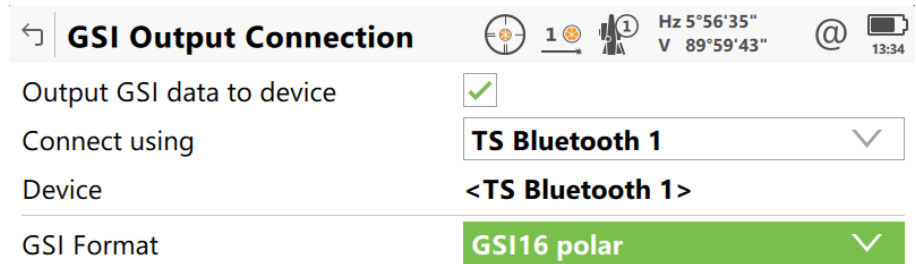 GSI Output Connection
1
1
Hz 5°56'35"
V 89°59'43"
@
13:34
Output GSI data to device
Connect using TS Bluetooth 1
Device <TS Bluetooth 1>
GSI Format GSI16 polar